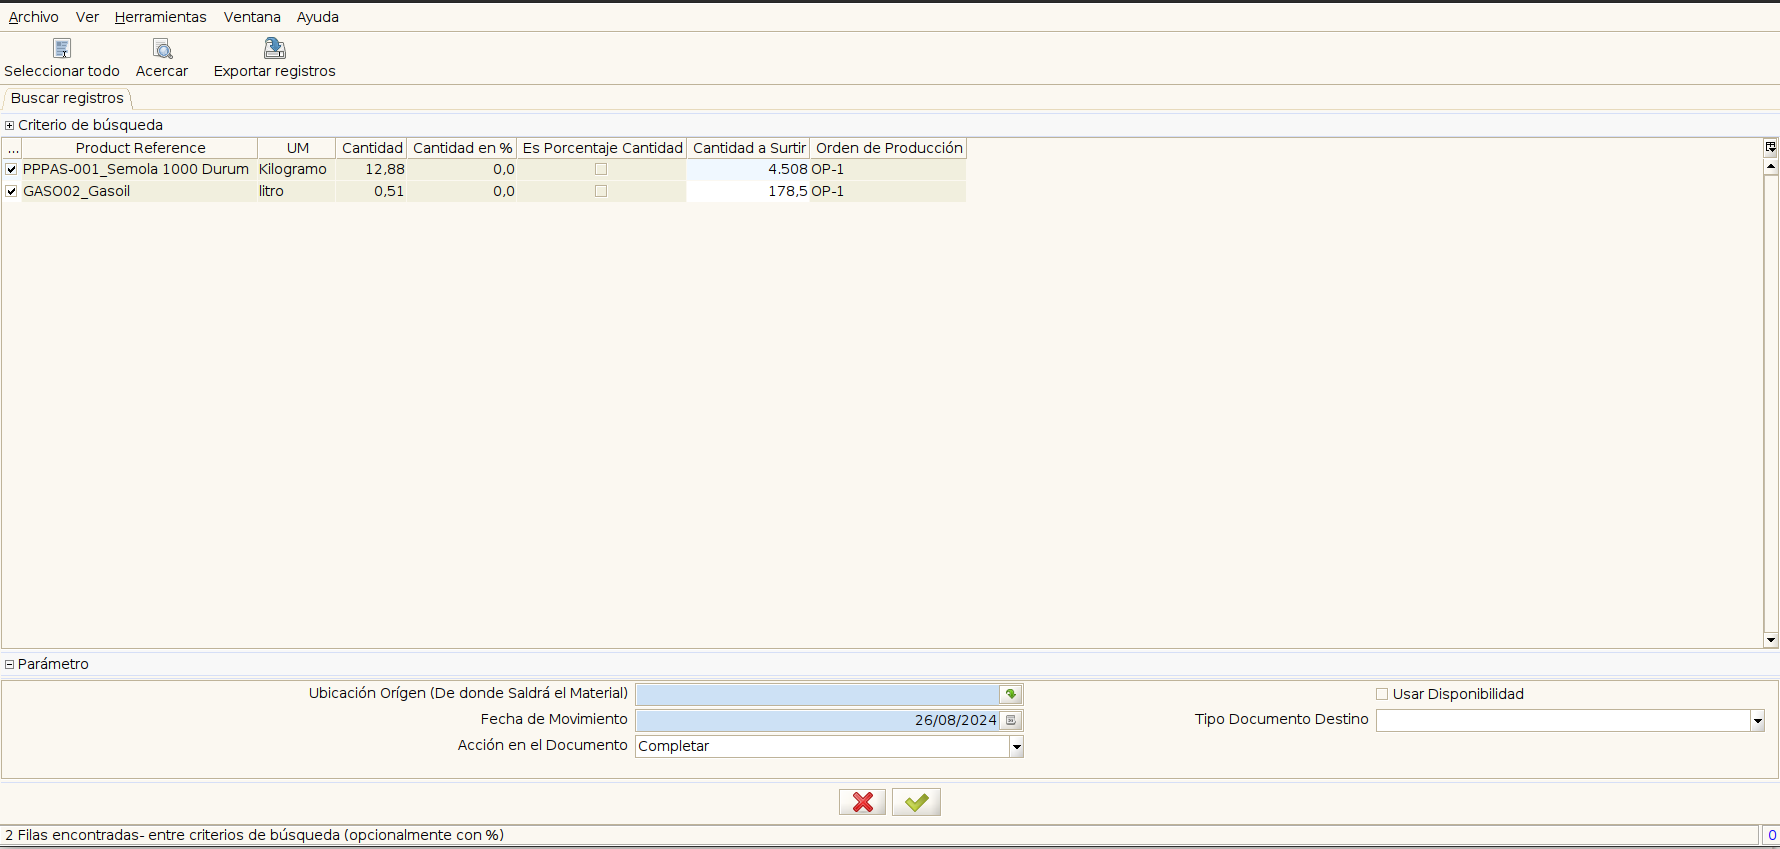 Archivo Ver Herramientas Ventana Ayuda
Seleccionar todo Acercar Exportar registros
Buscar registros
Criterio de búsqueda
... Product Reference UM Cantidad Cantidad en % Es Porcentaje Cantidad Cantidad a Surtir Orden de Producción
PPPAS-001_Semola 1000 Durum Kilogramo 12,88 0,0 4.508 OP-1
GASO02_Gasoil litro 0,51 0,0 178,5 OP-1
Parámetro
Ubicación Orígen (De donde Saldrá el Material) Usar Disponibilidad
Fecha de Movimiento 26/08/2024 Tipo Documento Destino
Acción en el Documento Completar
2 Filas encontradas- entre criterios de búsqueda (opcionalmente con %) 0